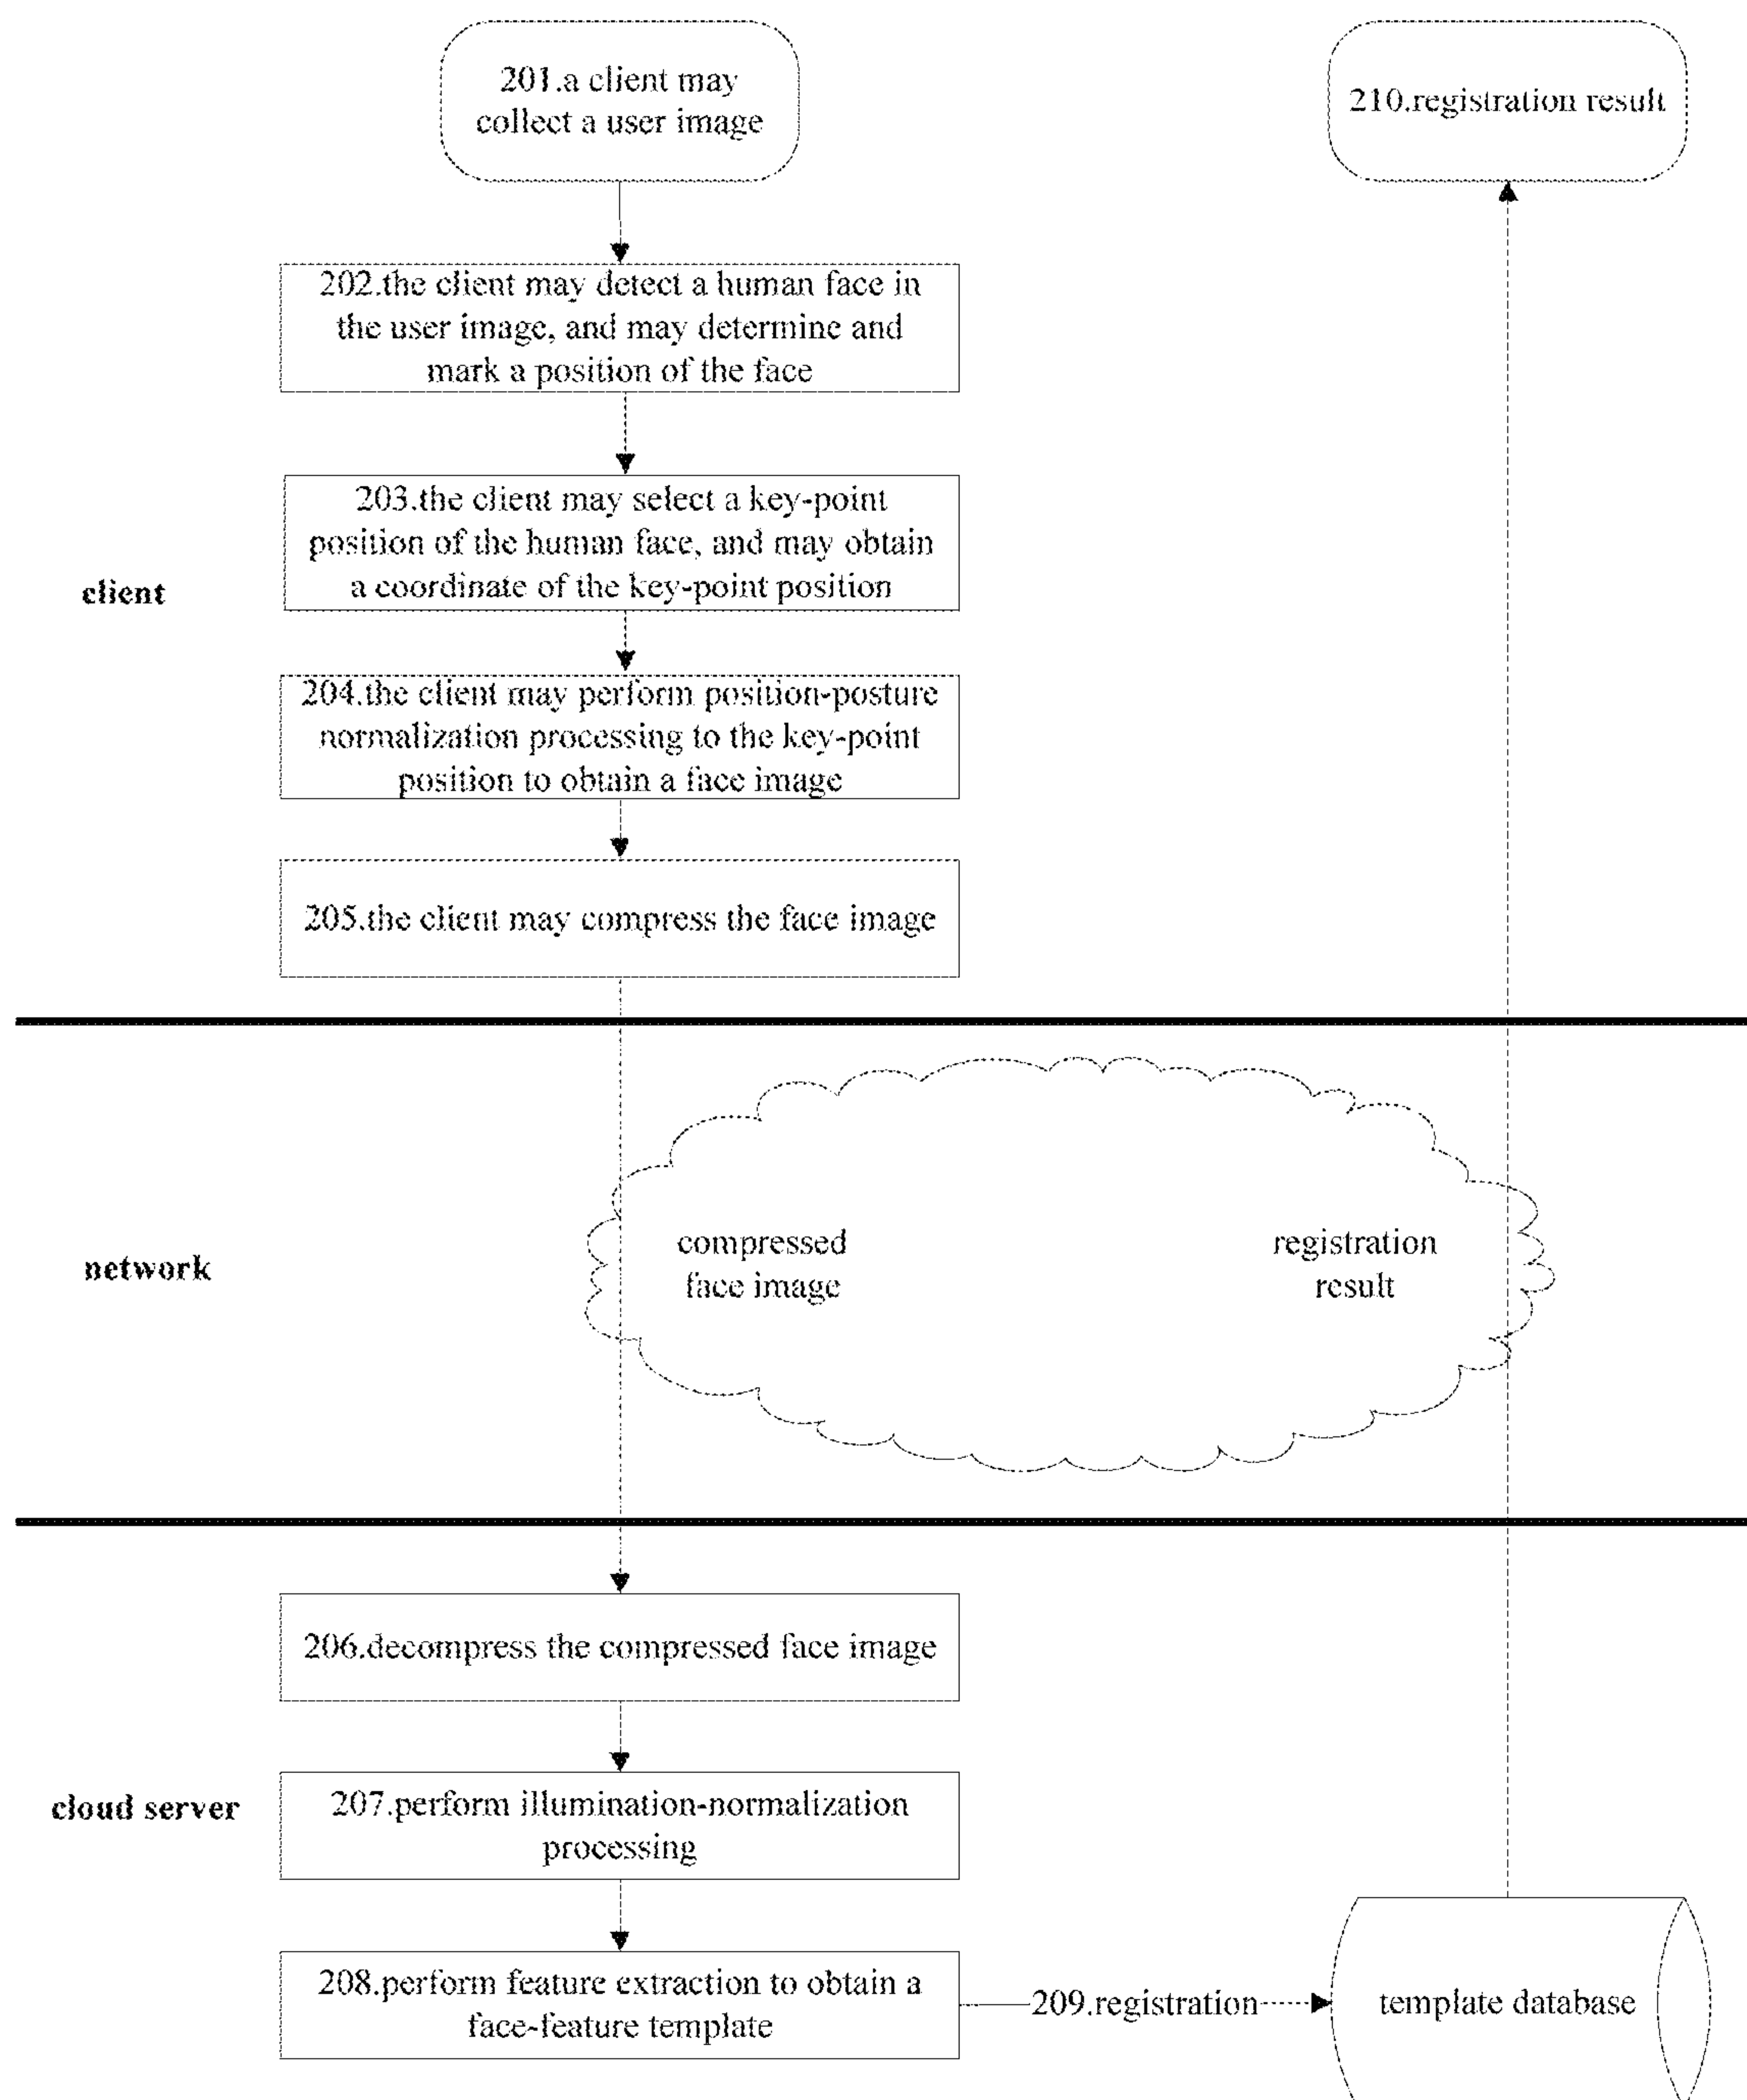 201.a client may
collect a user image
210.registration result
202.the client may detect a human face in
the user image, and may determine and
mark a position of the face
203.the client may select a key-point
position of the human face, and may obtain
a coordinate of the key-point position
client
204.the client may perform position-posture
normalization processing to the key-point
position to obtain a face image
205.the client may compress the face image
network
compressed
face image
registration
result
206.decompress the compressed face image
cloud server
207.perform illumination-normalization
processing
208.perform feature extraction to obtain a
face-feature template
209.registration
template database